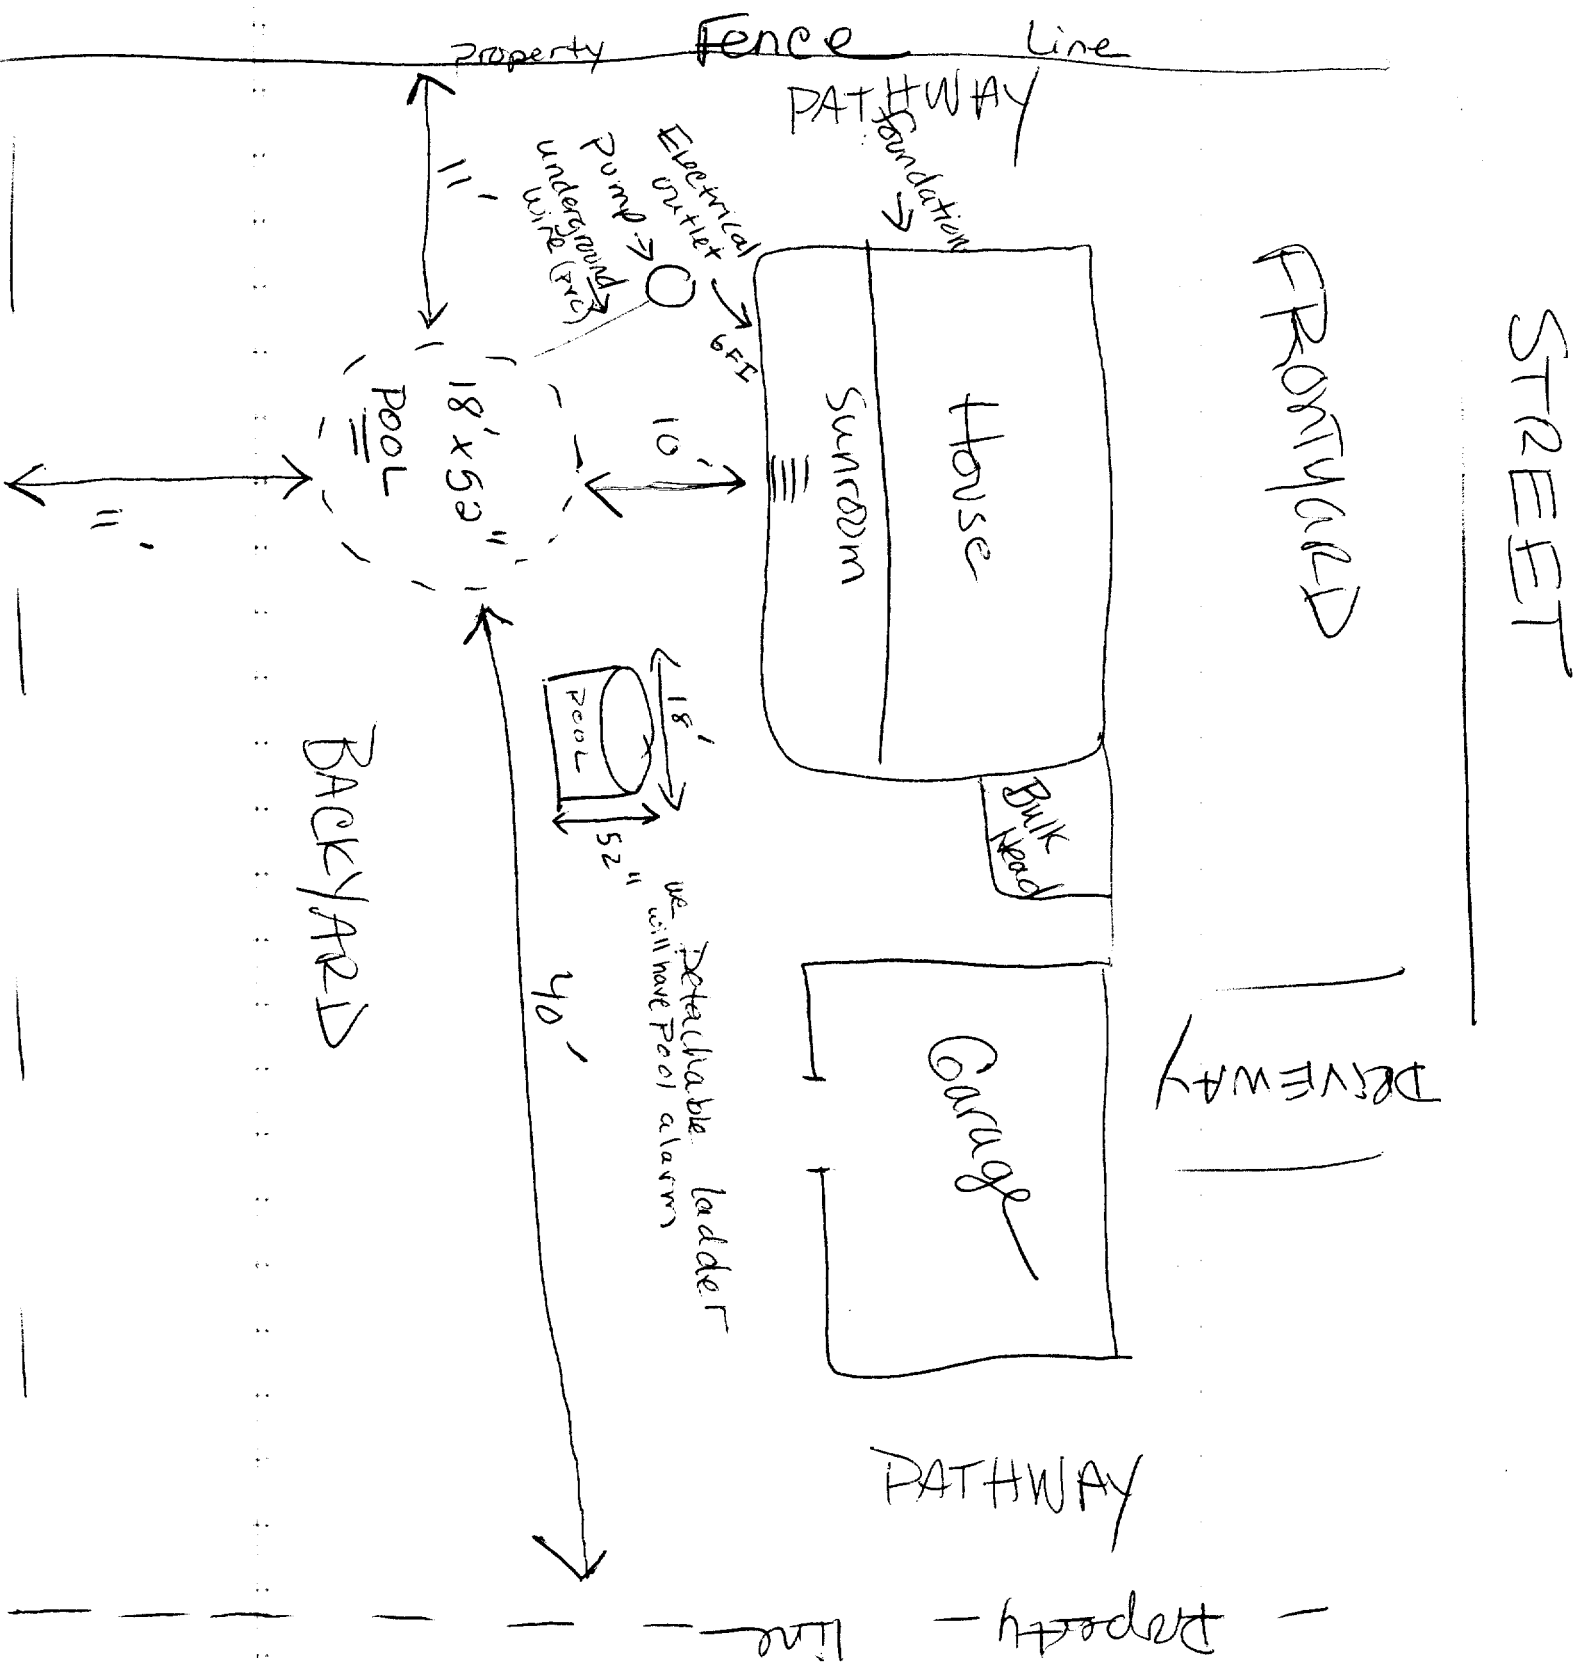 Property Fence Line
PATHWAY
foundation
Electrical
outlet
Pump
underground
wire (PVC)
6 FT
11'
18' x 52"
POOL
10'
11'
Sunroom
House
FRONTYARD
STREET
Bulk
Head
18'
POOL
52"
Detachable ladder
we will have pool alarm
40'
BACKYARD
Garage
DRIVEWAY
PATHWAY
Property line